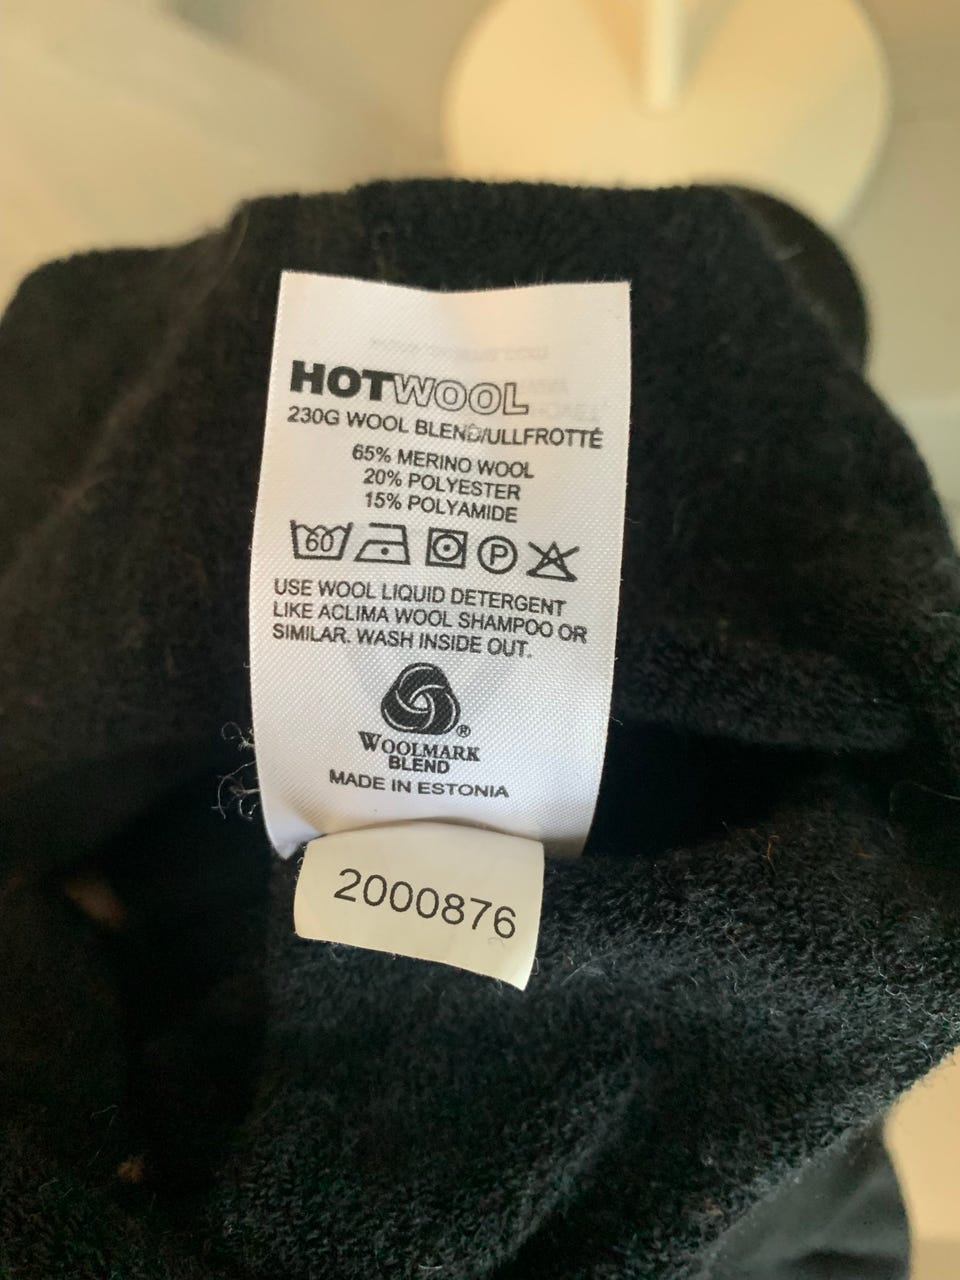 HOTWOOL
230G WOOL BLEND/ULLFROTTÉ
65% MERINO WOOL
20% POLYESTER
15% POLYAMIDE
60 P
USE WOOL LIQUID DETERGENT
LIKE ACLIMA WOOL SHAMPOO OR
SIMILAR. WASH INSIDE OUT.
®
WOOLMARK
BLEND
MADE IN ESTONIA
2000876